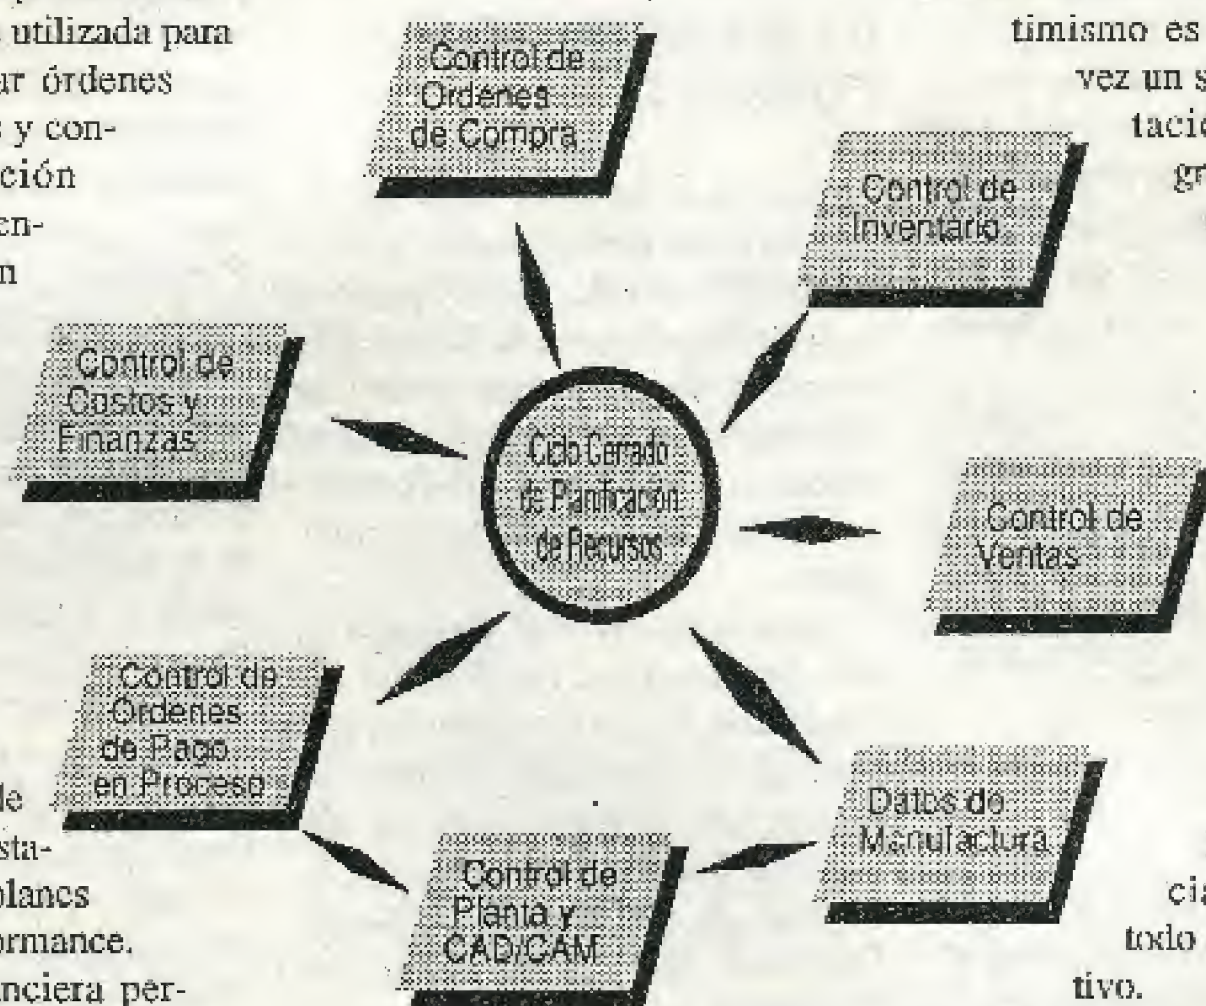 utilizada para
ar órdenes
y con-
ción
en-
n
timismo es
vez un s
tacio
gr
Control de
Ordenes
de Compra
Control de
Inventario
Control de
Costos y
Finanzas
Ciclo Cerrado
de Planificación
de Recursos
Control de
Ventas
Control de
Ordenes
de Pago
en Proceso
Datos de
Manufactura
Control de
Planta y
CAD/CAM
le
sta-
planes
ormance.
nciera per-
cia
todo
tivo.